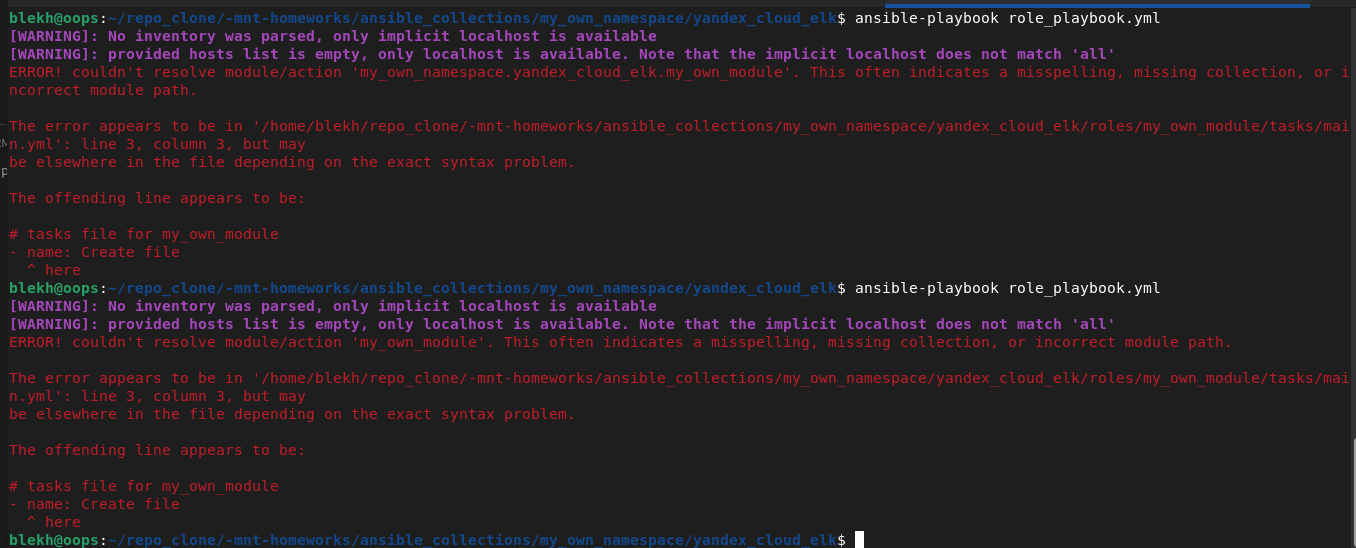 blekh@oops:~/repo_clone/-mnt-homeworks/ansible_collections/my_own_namespace/yandex_cloud_elk$ ansible-playbook role_playbook.yml
[WARNING]: No inventory was parsed, only implicit localhost is available
[WARNING]: provided hosts list is empty, only localhost is available. Note that the implicit localhost does not match 'all'
ERROR! couldn't resolve module/action 'my_own_namespace.yandex_cloud_elk.my_own_module'. This often indicates a misspelling, missing collection, or i
ncorrect module path.
The error appears to be in '/home/blekh/repo_clone/-mnt-homeworks/ansible_collections/my_own_namespace/yandex_cloud_elk/roles/my_own_module/tasks/mai
n.yml': line 3, column 3, but may
be elsewhere in the file depending on the exact syntax problem.
The offending line appears to be:
# tasks file for my_own_module
- name: Create file
^ here
blekh@oops:~/repo_clone/-mnt-homeworks/ansible_collections/my_own_namespace/yandex_cloud_elk$ ansible-playbook role_playbook.yml
[WARNING]: No inventory was parsed, only implicit localhost is available
[WARNING]: provided hosts list is empty, only localhost is available. Note that the implicit localhost does not match 'all'
ERROR! couldn't resolve module/action 'my_own_module'. This often indicates a misspelling, missing collection, or incorrect module path.
The error appears to be in '/home/blekh/repo_clone/-mnt-homeworks/ansible_collections/my_own_namespace/yandex_cloud_elk/roles/my_own_module/tasks/mai
n.yml': line 3, column 3, but may
be elsewhere in the file depending on the exact syntax problem.
The offending line appears to be:
# tasks file for my_own_module
- name: Create file
^ here
blekh@oops:~/repo_clone/-mnt-homeworks/ansible_collections/my_own_namespace/yandex_cloud_elk$